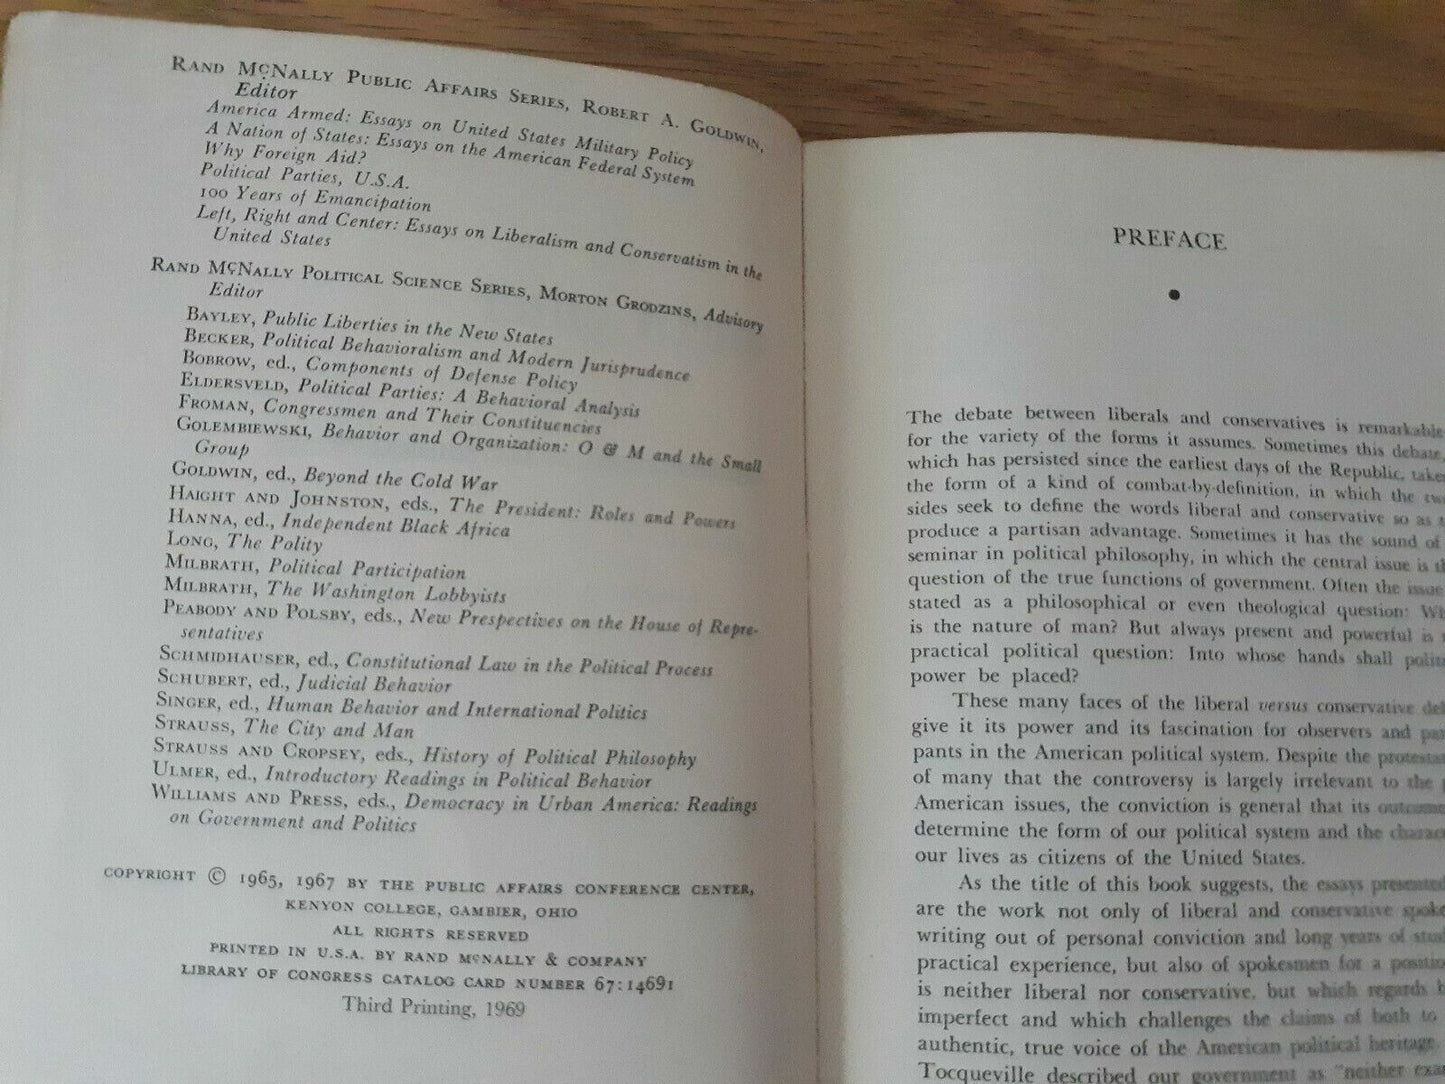 RAND McNALLY PUBLIC AFFAIRS SERIES, ROBERT A. GOLDWIN,
Editor
America Armed: Essays on United States Military Policy
A Nation of States: Essays on the American Federal System
Why Foreign Aid?
Political Parties, U.S.A.
100 Years of Emancipation
Left, Right and Center: Essays on Liberalism and Conservatism in the
United States
RAND McNALLY POLITICAL SCIENCE SERIES, MORTON GRODZINS, Advisory
Editor
BAYLEY, Public Liberties in the New States
BECKER, Political Behavioralism and Modern Jurisprudence
BOBROW, ed., Components of Defense Policy
ELDERSVELD, Political Parties: A Behavioral Analysis
FROMAN, Congressmen and Their Constituencies
GOLEMBIEWSKI, Behavior and Organization: O & M and the Small
Group
GOLDWIN, ed., Beyond the Cold War
HAIGHT AND JOHNSTON, eds., The President: Roles and Powers
HANNA, ed., Independent Black Africa
LONG, The Polity
MILBRATH, Political Participation
MILBRATH, The Washington Lobbyists
PEABODY AND POLSBY, eds., New Prespectives on the House of Repre-
sentatives
SCHMIDHAUSER, ed., Constitutional Law in the Political Process
SCHUBERT, ed., Judicial Behavior
SINGER, ed., Human Behavior and International Politics
STRAUSS, The City and Man
STRAUSS AND CROPSEY, eds., History of Political Philosophy
ULMER, ed., Introductory Readings in Political Behavior
WILLIAMS AND PRESS, eds., Democracy in Urban America: Readings
on Government and Politics
COPYRIGHT © 1965, 1967 BY THE PUBLIC AFFAIRS CONFERENCE CENTER,
KENYON COLLEGE, GAMBIER, OHIO
ALL RIGHTS RESERVED
PRINTED IN U.S.A. BY RAND McNALLY & COMPANY
LIBRARY OF CONGRESS CATALOG CARD NUMBER 67:14691
Third Printing, 1969
PREFACE
The debate between liberals and conservatives is remarkable
for the variety of the forms it assumes. Sometimes this debate,
which has persisted since the earliest days of the Republic, takes
the form of a kind of combat-by-definition, in which the two
sides seek to define the words liberal and conservative so as
produce a partisan advantage. Sometimes it has the sound of
seminar in political philosophy, in which the central issue is
question of the true functions of government. Often the issue
stated as a philosophical or even theological question:
is the nature of man? But always present and powerful is
practical political question: Into whose hands shall
power be placed?
These many faces of the liberal versus conservative
give it its power and its fascination for observers and
pants in the American political system. Despite the
of many that the controversy is largely irrelevant to the
American issues, the conviction is general that its
determine the form of our political system and the
our lives as citizens of the United States.
As the title of this book suggests, the essays presented
are the work not only of liberal and conservative
writing out of personal conviction and long years of
practical experience, but also of spokesmen for a
is neither liberal nor conservative, but which regards
imperfect and which challenges the claims of both to
authentic, true voice of the American political heritage.
Tocqueville described our government as "neither